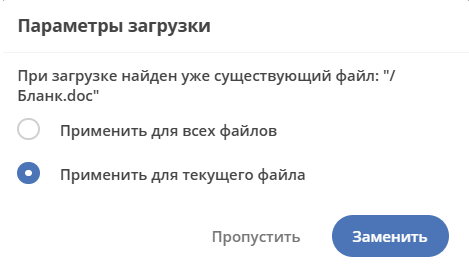 Параметры загрузки
При загрузке найден уже существующий файл: "/
Бланк.doc"
Применить для всех файлов
Применить для текущего файла
Пропустить
Заменить